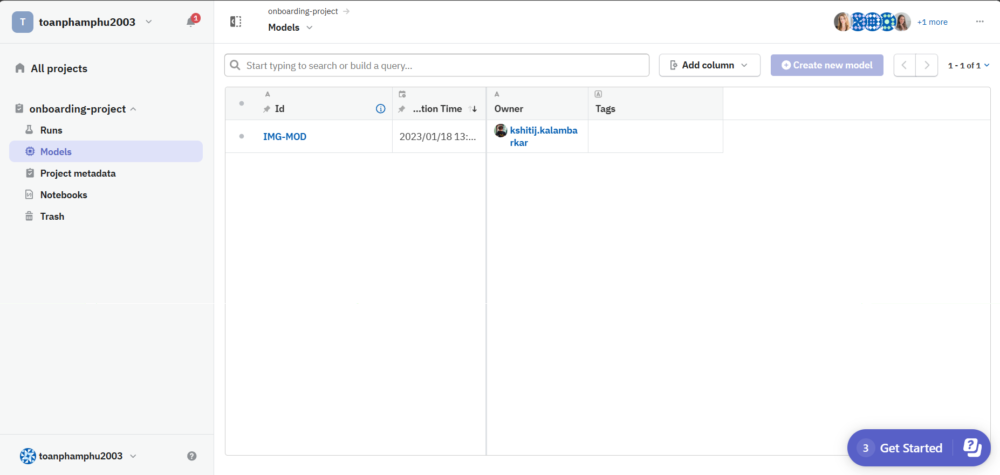 T
toanphamphu2003
1
onboarding-project
Models
+1 more
All projects
onboarding-project
Runs
Models
Project metadata
Notebooks
Trash
Start typing to search or build a query...
Add column
Create new model
1 - 1 of 1
A
Id
...tion Time
A
Owner
A
Tags
IMG-MOD
2023/01/18 13:...
kshitij.kalamba
rkar
toanphamphu2003
?
3 Get Started
?